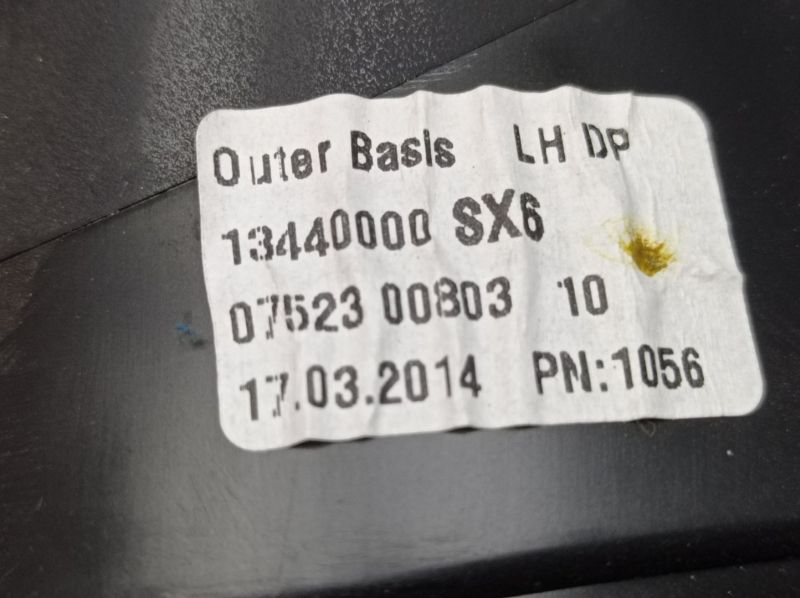 Outer Basis LH DP
13440000 SX6
07523 00803 10
17.03.2014 PN:1056